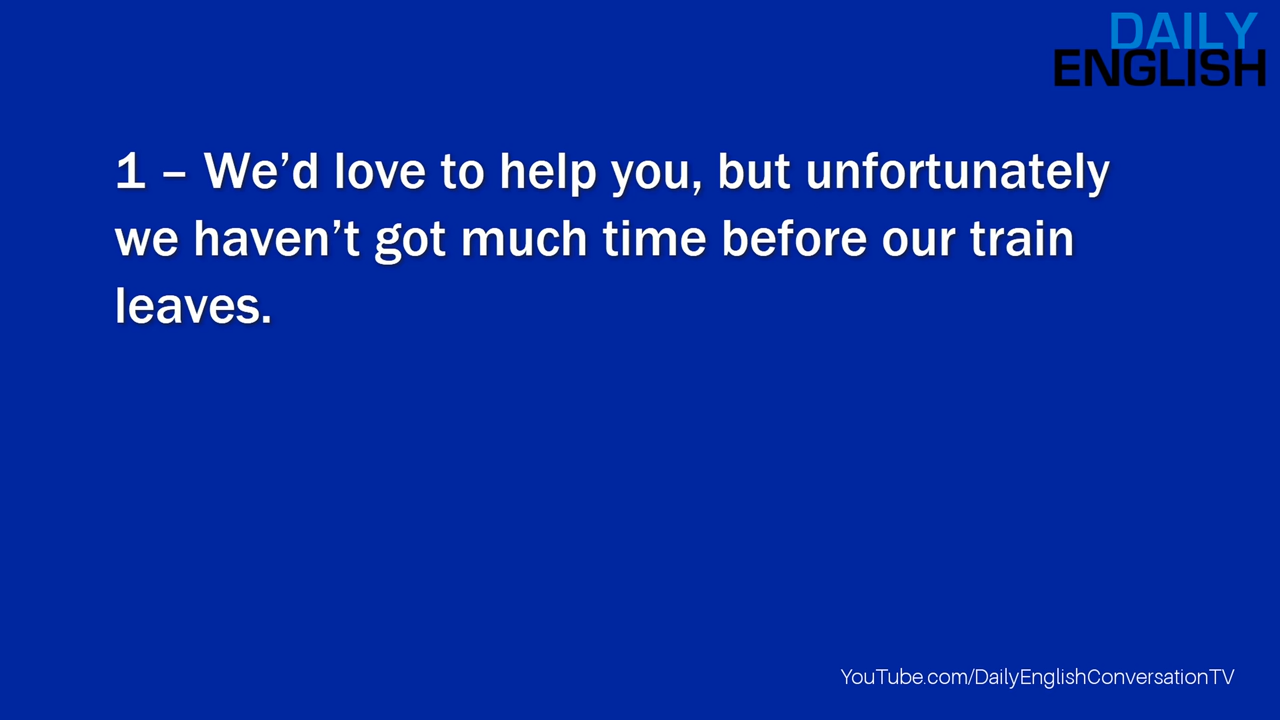 DAILY
ENGLISH
1 – We’d love to help you, but unfortunately
we haven’t got much time before our train
leaves.
YouTube.com/DailyEnglishConversationTV